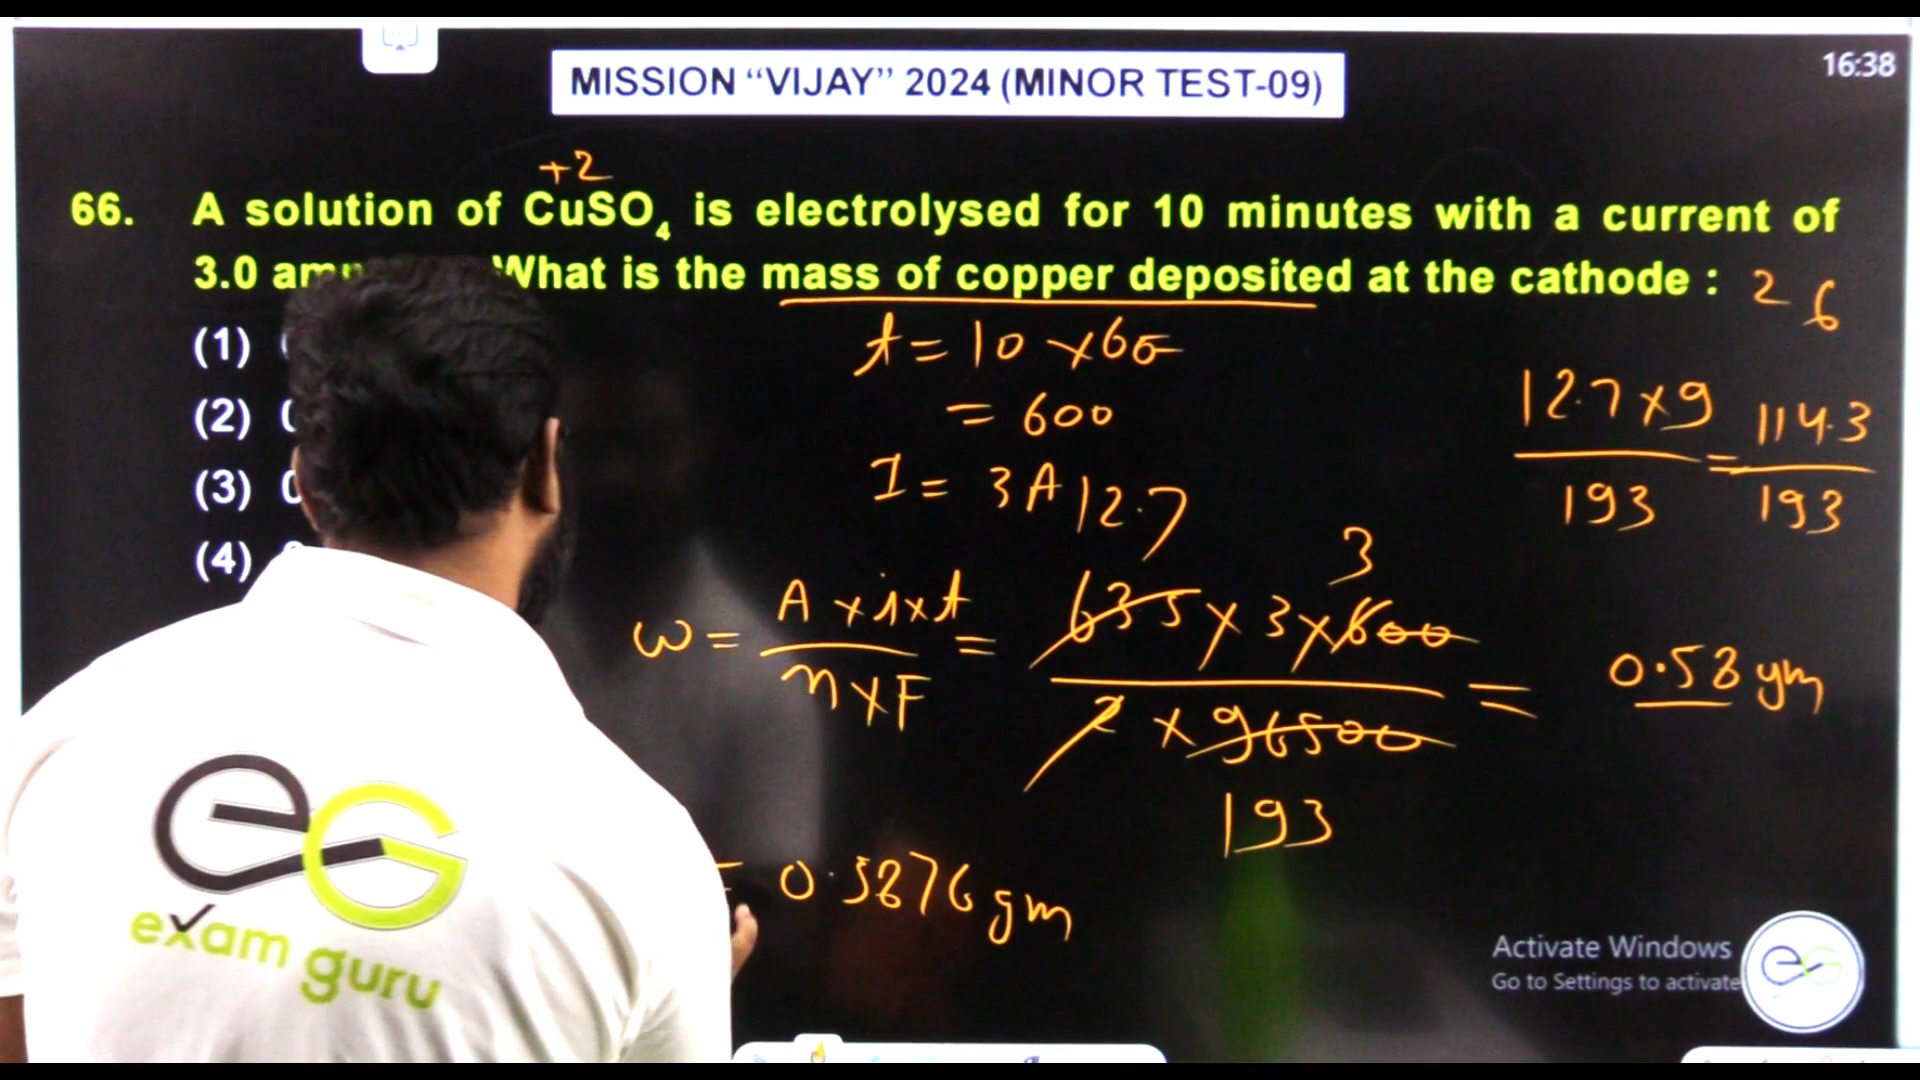 16:38
MISSION “VIJAY” 2024 (MINOR TEST-09)
+2
66. A solution of CuSO₄ is electrolysed for 10 minutes with a current of
3.0 What is the mass of copper deposited at the cathode :
26
(1)
(2) 0
(3) 0
(4)
t = 10 × 60
= 600
I = 3A
12.7
3
w = A × i × t / n × F = 63.5 × 3 × 600 / 2 × 96500 = 0.58 gm
193
12.7 × 9 / 193 = 114.3 / 193
= 0.5876 gm
exam guru
Activate Windows
Go to Settings to activate